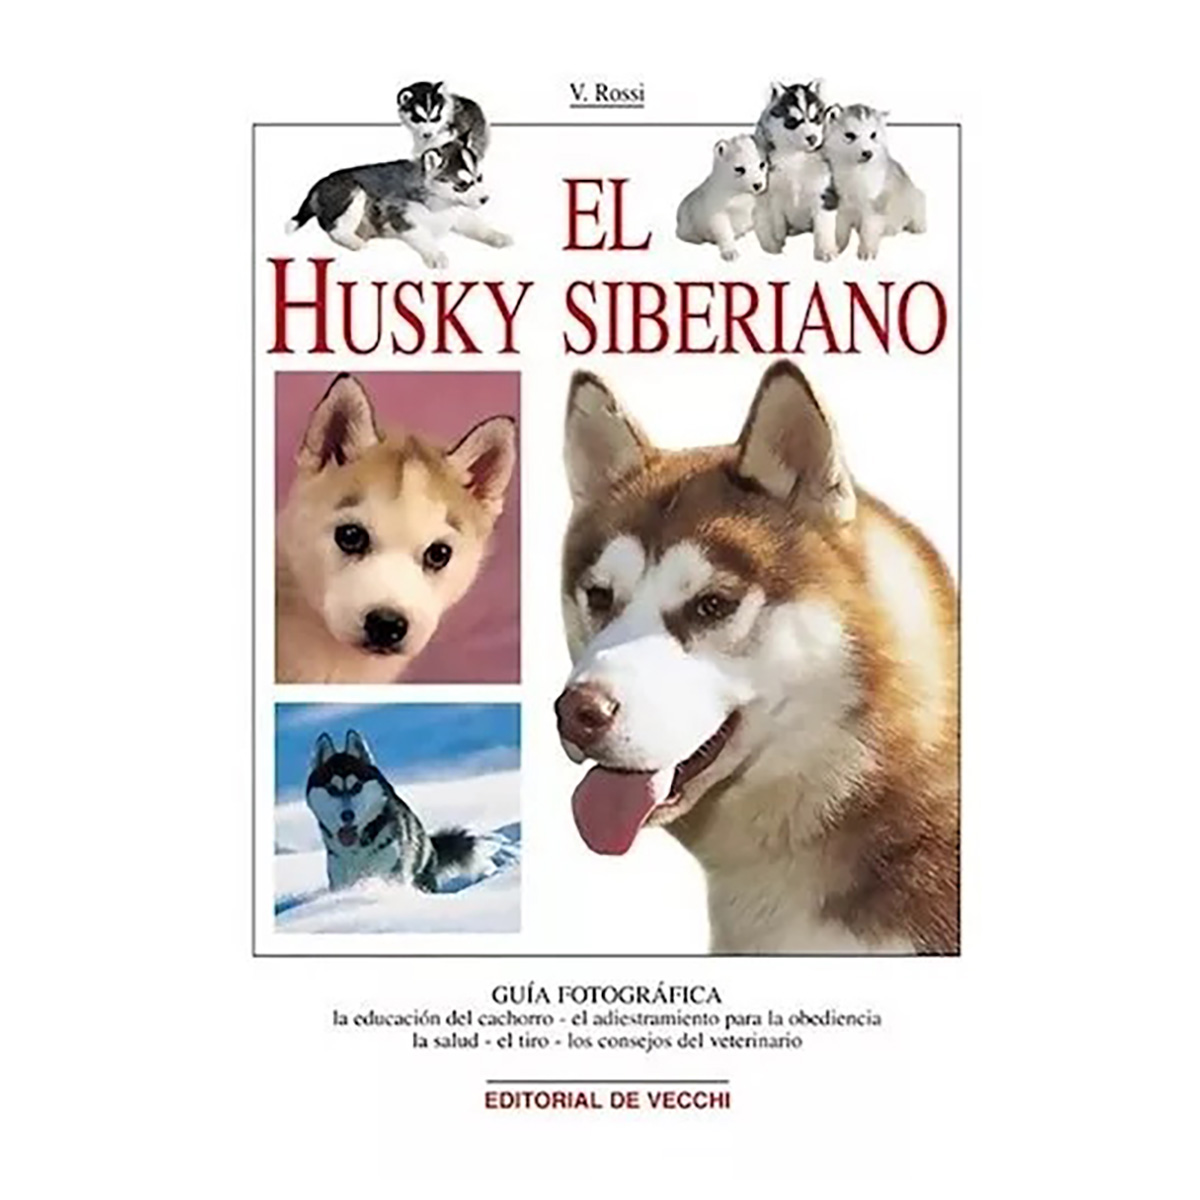 V. Rossi
EL
HUSKY SIBERIANO
GUÍA FOTOGRÁFICA
la educación del cachorro - el adiestramiento para la obediencia
la salud - el tiro - los consejos del veterinario
EDITORIAL DE VECCHI